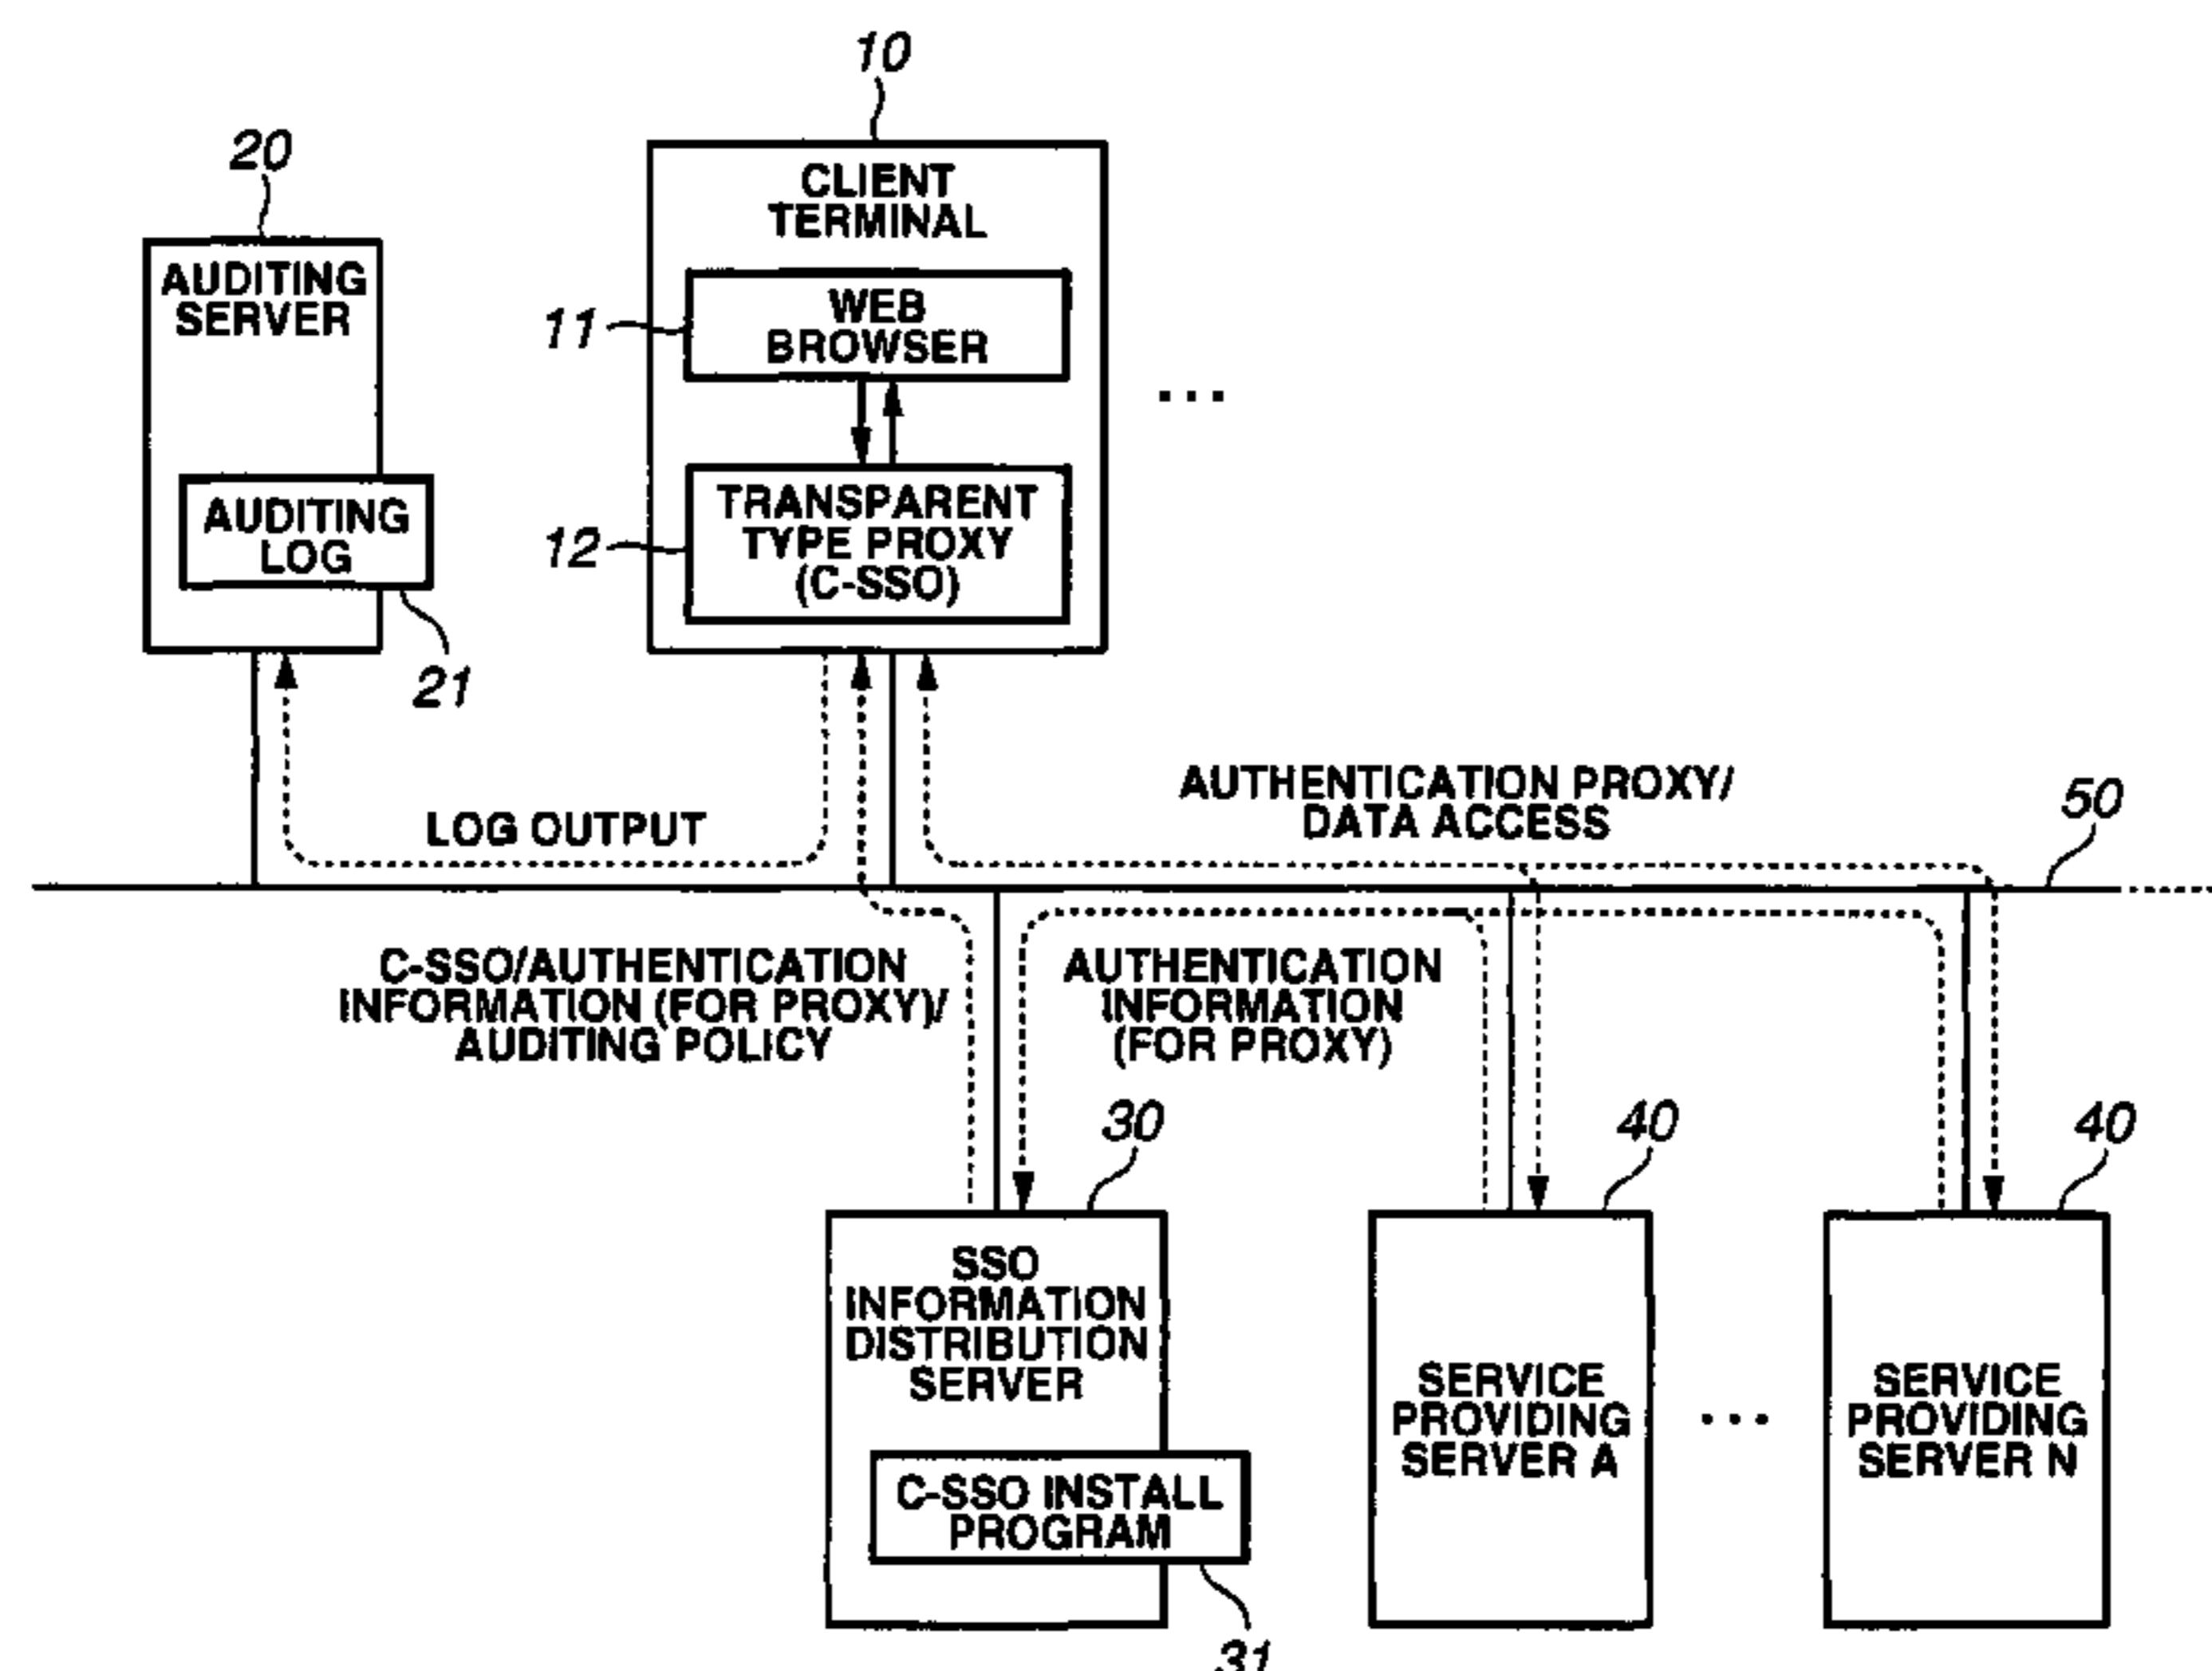 10
20
CLIENT
TERMINAL
AUDITING
SERVER
11
WEB
BROWSER
...
AUDITING
LOG
12
TRANSPARENT
TYPE PROXY
(C-SSO)
21
LOG OUTPUT
AUTHENTICATION PROXY/
DATA ACCESS
50
C-SSO/AUTHENTICATION
INFORMATION (FOR PROXY)/
AUDITING POLICY
AUTHENTICATION
INFORMATION
(FOR PROXY)
30
40
40
SSO
INFORMATION
DISTRIBUTION
SERVER
C-SSO INSTALL
PROGRAM
31
SERVICE
PROVIDING
SERVER A
...
SERVICE
PROVIDING
SERVER N